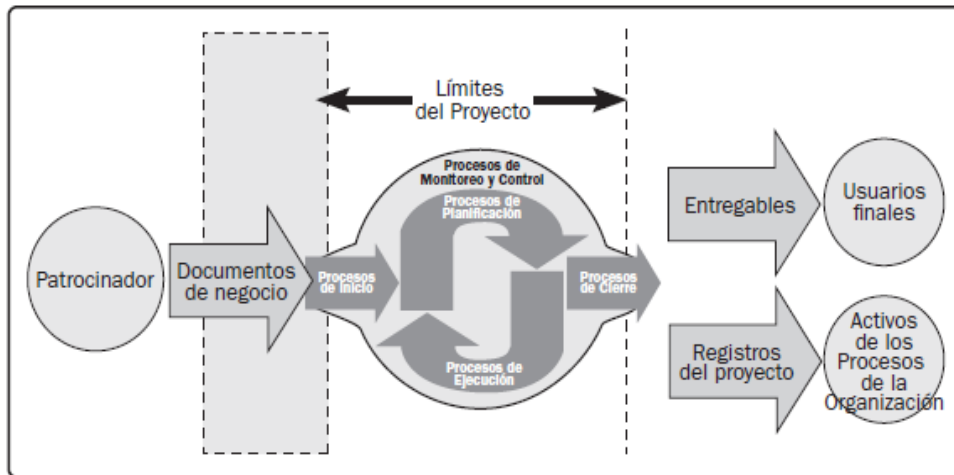 Límites
del Proyecto
Procesos de
Monitoreo y Control
Procesos de
Planificación
Patrocinador
Documentos
de negocio
Procesos
de Inicio
Procesos
de Cierre
Procesos de
Ejecución
Entregables
Usuarios
finales
Registros
del proyecto
Activos
de los
Procesos
de la
Organización